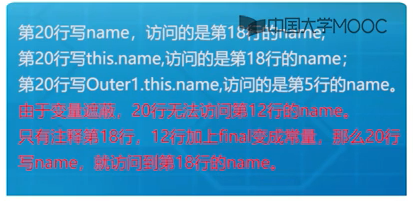 中国大学MOOC
第20行写name，访问的是第18行的name;
第20行写this.name,访问的是第18行的name；
第20行写Outer1.this.name,访问的是第5行的name。
由于变量遮蔽，20行无法访问第12行的name。
只有注释第18行，12行加上final变成常量，那么20行
写name，就访问到第18行的name。